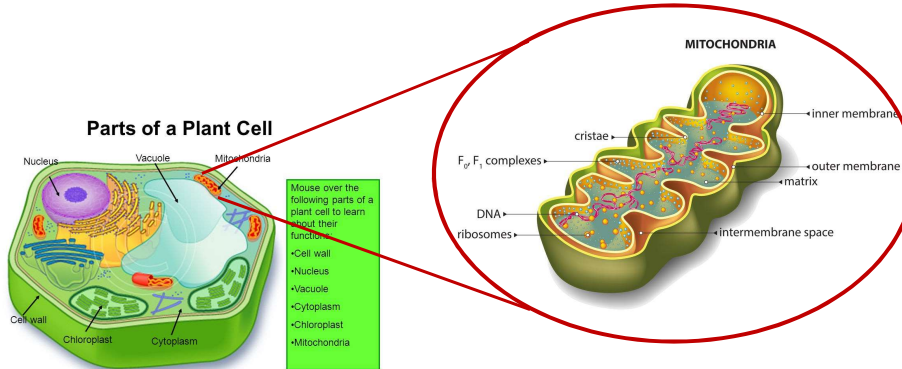 MITOCHONDRIA
inner membrane
cristae
F₀, F₁ complexes
outer membrane
matrix
DNA
ribosomes
intermembrane space
Parts of a Plant Cell
Nucleus
Vacuole
Mitochondria
Cell wall
Chloroplast
Cytoplasm
Mouse over the
following parts of a
plant cell to learn
about their
functions:
•Cell wall
•Nucleus
•Vacuole
•Cytoplasm
•Chloroplast
•Mitochondria